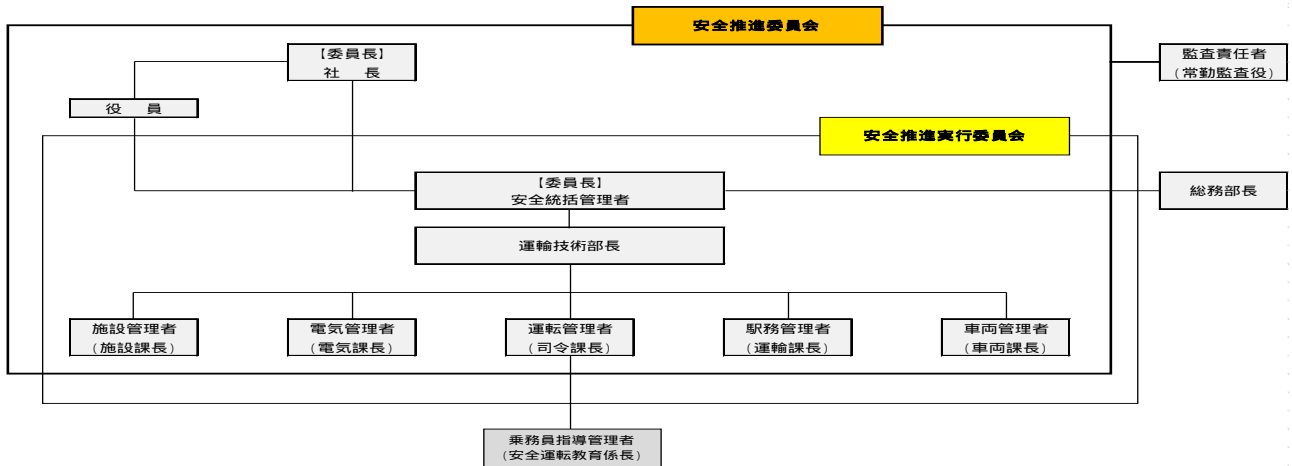 安全推進委員会
【委員長】
社　長
監査責任者
(常勤監査役)
役　員
安全推進実行委員会
【委員長】
安全統括管理者
総務部長
運輸技術部長
施設管理者
(施設課長)
電気管理者
(電気課長)
運転管理者
(司令課長)
駅務管理者
(運輸課長)
車両管理者
(車両課長)
乗務員指導管理者
(安全運転教育係長)